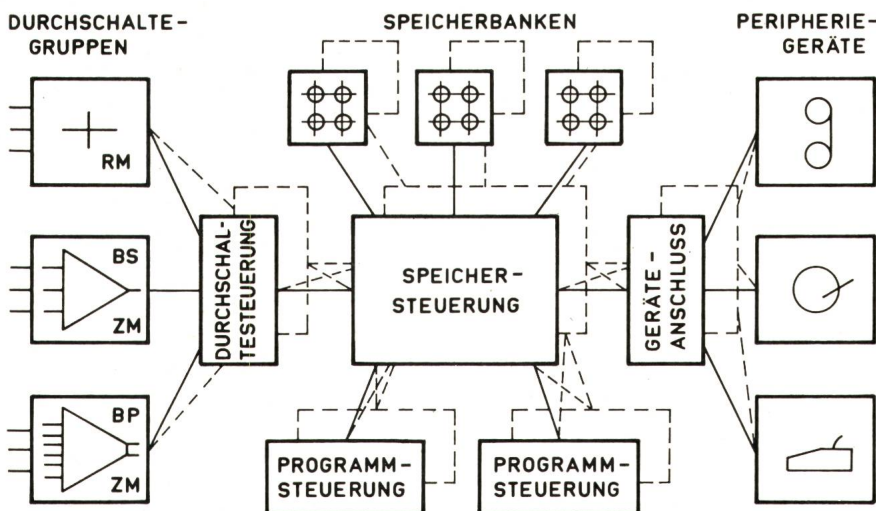 DURCHSCHALTE-
GRUPPEN
SPEICHERBANKEN
PERIPHERIE-
GERÄTE
RM
BS
ZM
BP
ZM
DURCHSCHAL-
TESTEUERUNG
SPEICHER-
STEUERUNG
GERÄTE-
ANSCHLUSS
PROGRAMM-
STEUERUNG
PROGRAMM-
STEUERUNG